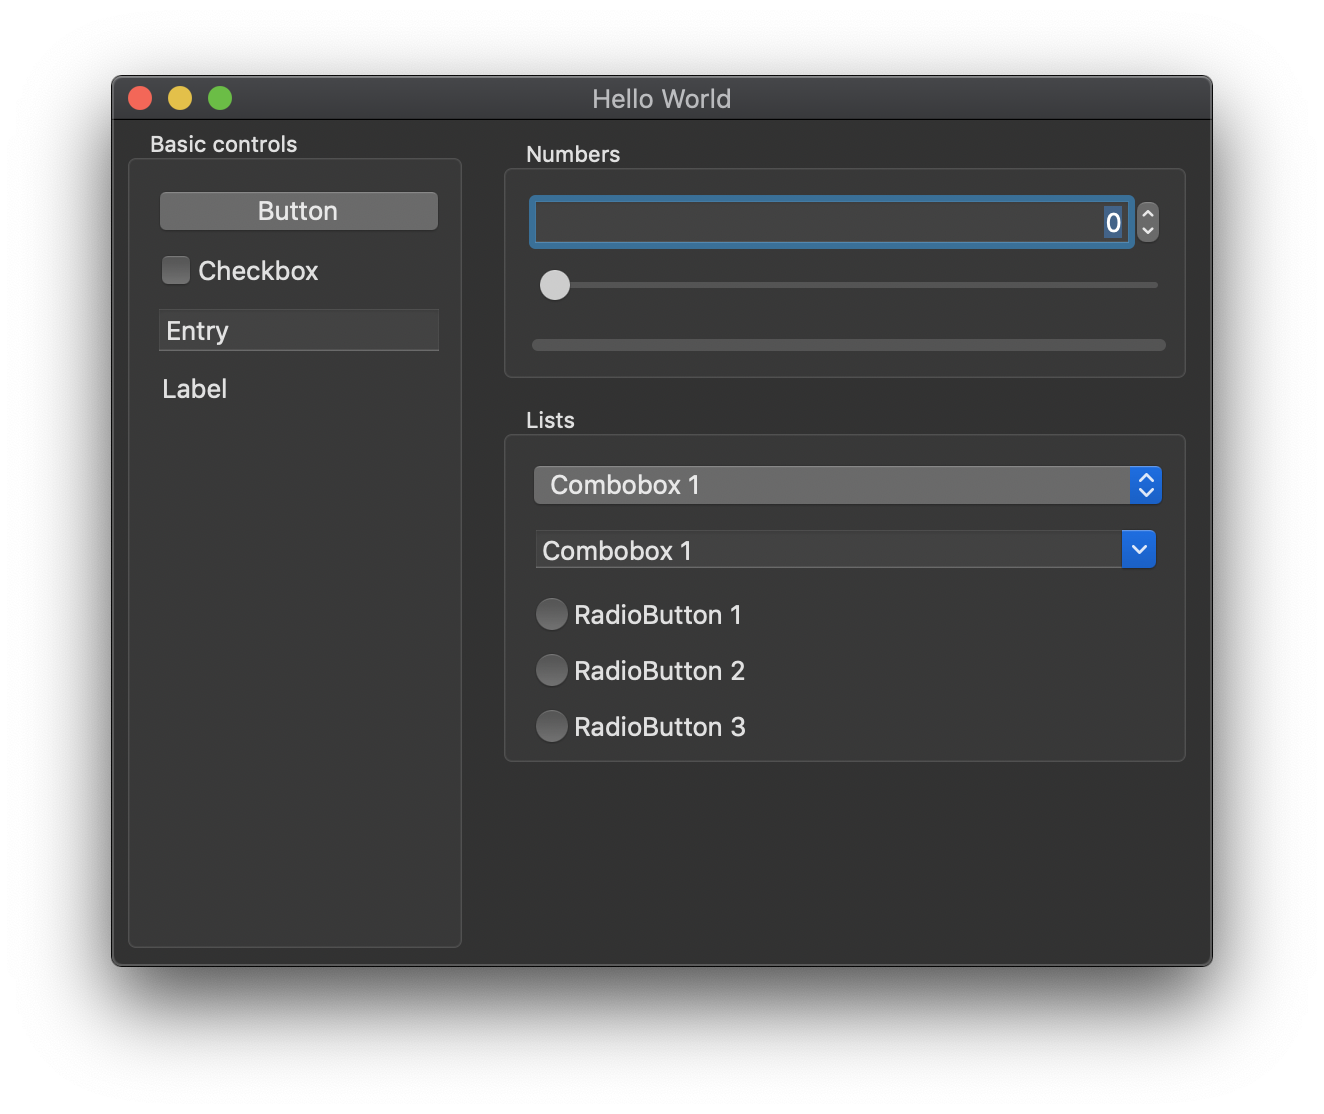 Hello World
Basic controls
Button
Checkbox
Entry
Label
Numbers
0
Lists
Combobox 1
Combobox 1
RadioButton 1
RadioButton 2
RadioButton 3